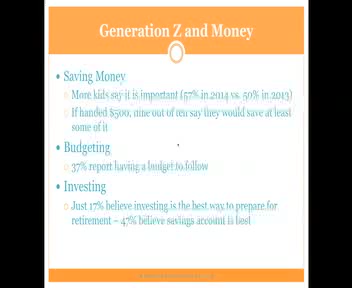 Generation Z and Money
• Saving Money
○ More kids say it is important (57% in 2014 vs. 50% in 2013)
○ If handed $500, nine out of ten say they would save at least
some of it
• Budgeting
○ 37% report having a budget to follow
• Investing
○ Just 17% believe investing is the best way to prepare for
retirement – 47% believe savings account is best